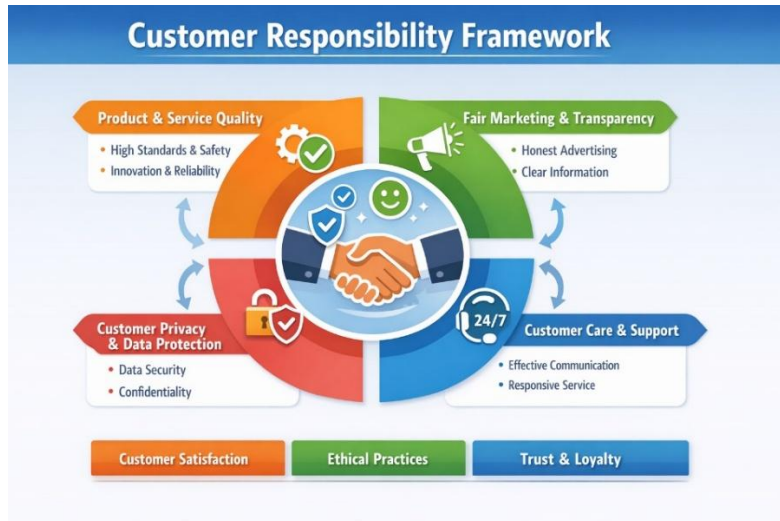 Customer Responsibility Framework
Product & Service Quality
• High Standards & Safety
• Innovation & Reliability
Fair Marketing & Transparency
• Honest Advertising
• Clear Information
Customer Privacy
& Data Protection
• Data Security
• Confidentiality
24/7
Customer Care & Support
• Effective Communication
• Responsive Service
Customer Satisfaction
Ethical Practices
Trust & Loyalty